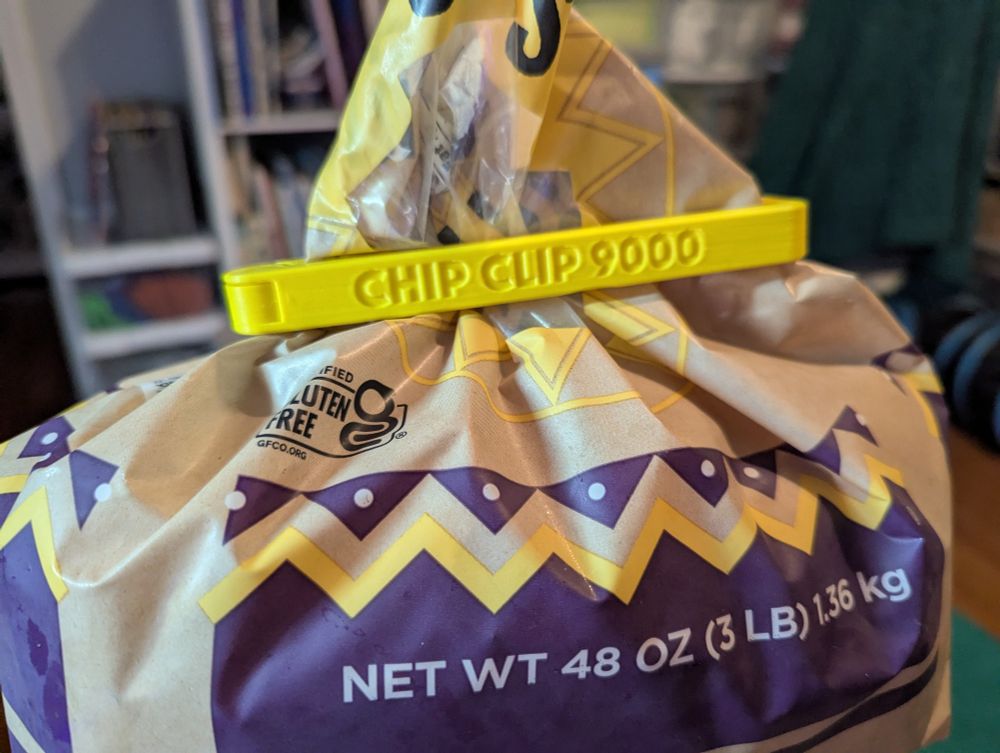 CHIP CLIP 9000
GLUTEN
FREE
GFCO.ORG
NET WT 48 OZ (3 LB) 1.36 kg